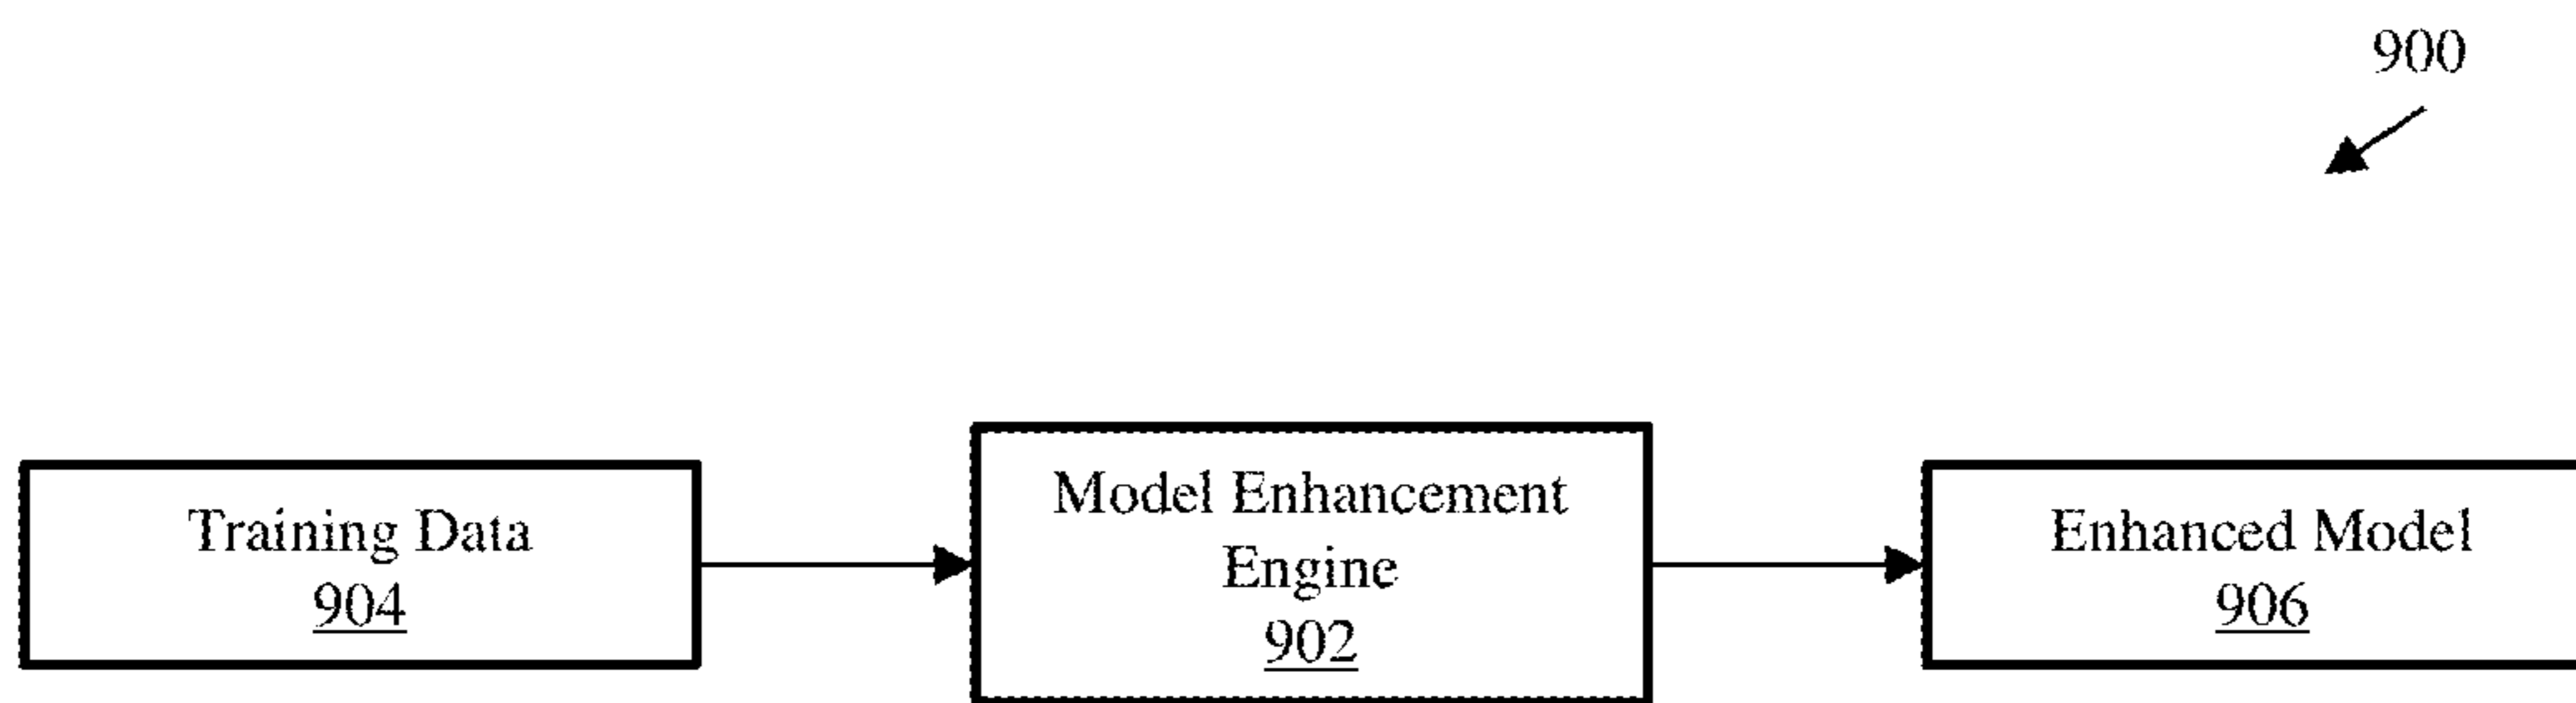 900
Training Data
904
Model Enhancement
Engine
902
Enhanced Model
906